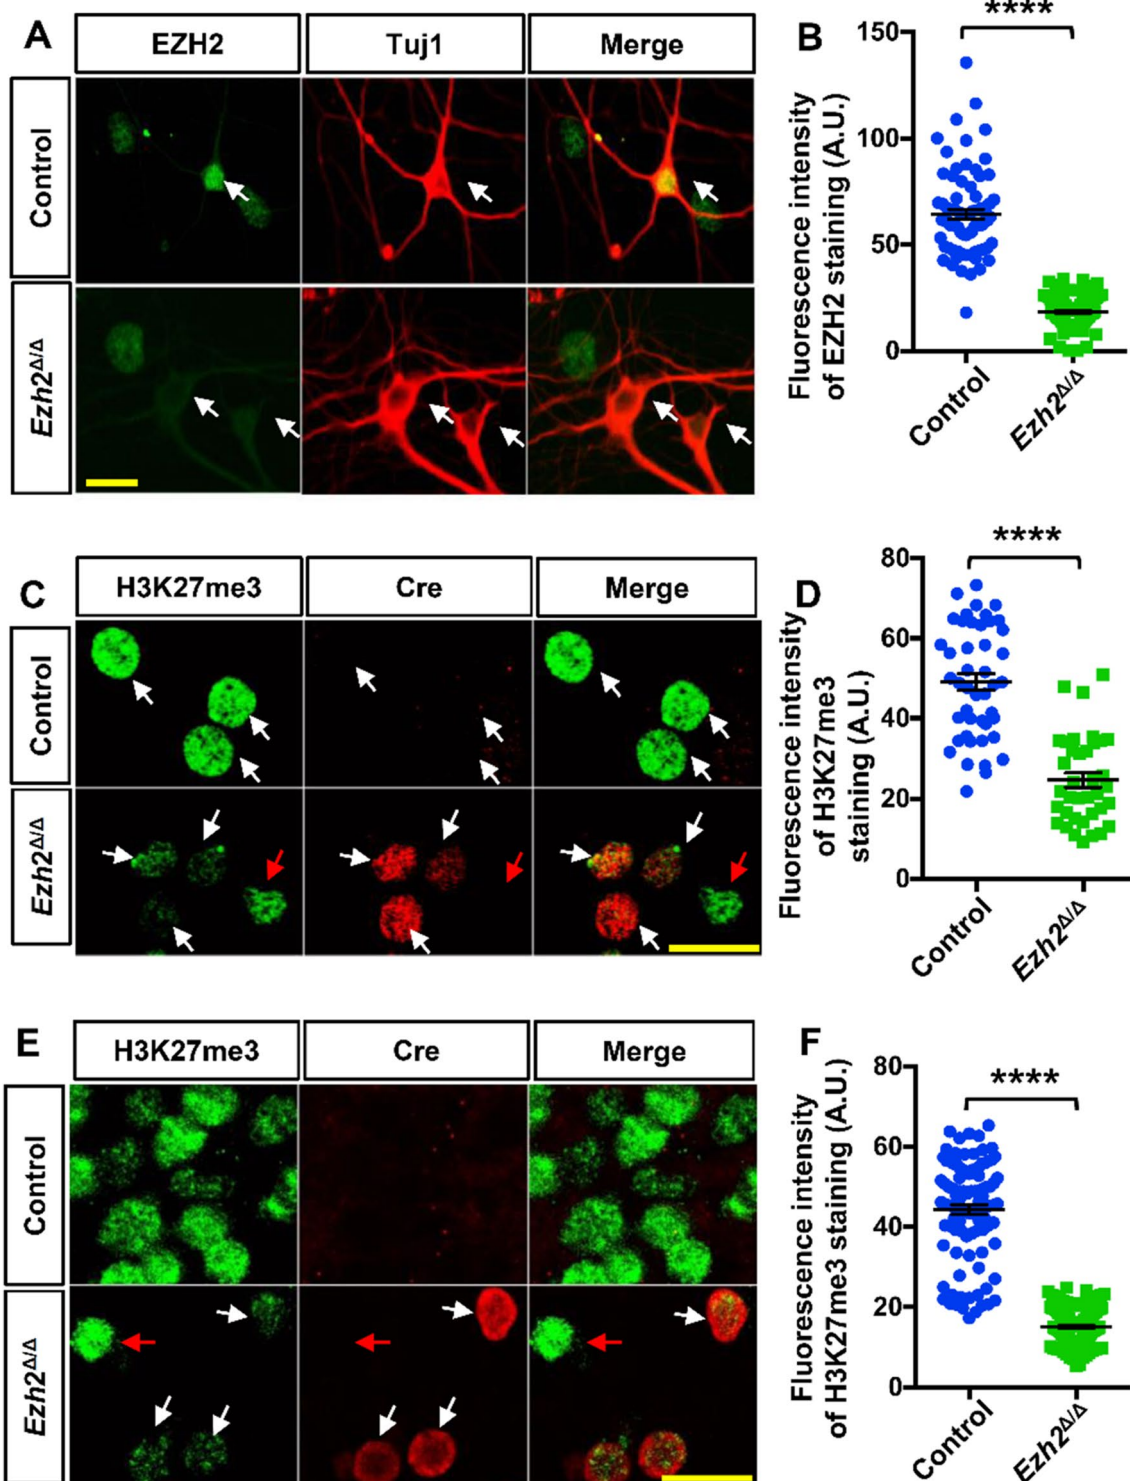 A
EZH2
Tuj1
Merge
Control
Ezh2Δ/Δ
B
****
150
100
50
0
Fluorescence intensity
of EZH2 staining (A.U.)
Control
Ezh2Δ/Δ
C
H3K27me3
Cre
Merge
Control
Ezh2Δ/Δ
D
****
80
60
40
20
0
Fluorescence intensity
of H3K27me3
staining (A.U.)
Control
Ezh2Δ/Δ
E
H3K27me3
Cre
Merge
Control
Ezh2Δ/Δ
F
****
80
60
40
20
0
Fluorescence intensity
of H3K27me3 staining (A.U.)
Control
Ezh2Δ/Δ